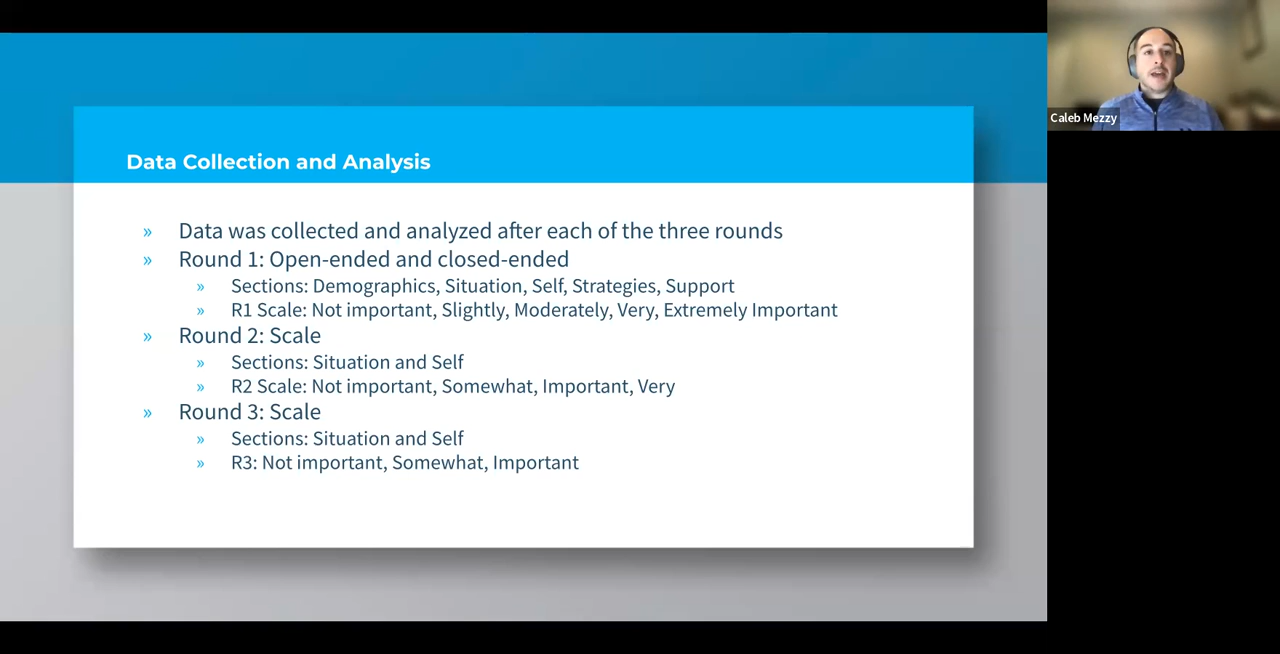 Caleb Mezzy
Data Collection and Analysis
» Data was collected and analyzed after each of the three rounds
» Round 1: Open-ended and closed-ended
» Sections: Demographics, Situation, Self, Strategies, Support
» R1 Scale: Not important, Slightly, Moderately, Very, Extremely Important
» Round 2: Scale
» Sections: Situation and Self
» R2 Scale: Not important, Somewhat, Important, Very
» Round 3: Scale
» Sections: Situation and Self
» R3: Not important, Somewhat, Important